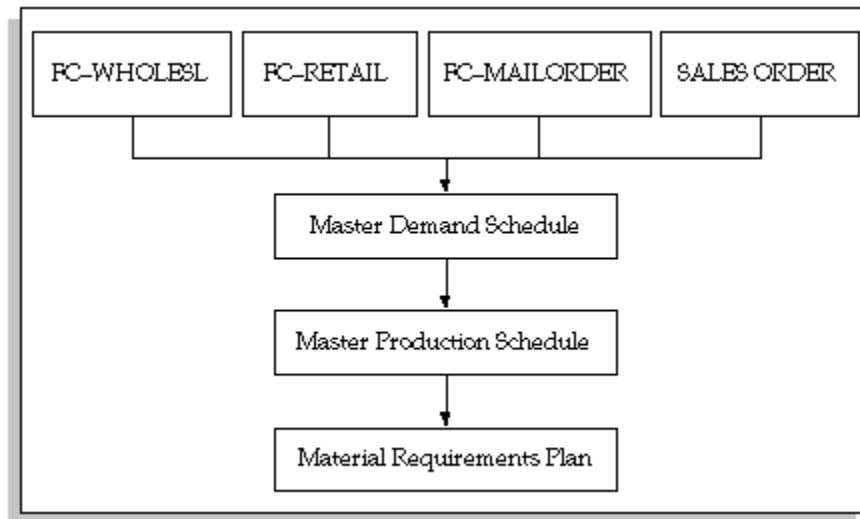 FC-WHOLESL
FC-RETAIL
FC-MAILORDER
SALES ORDER
Master Demand Schedule
Master Production Schedule
Material Requirements Plan